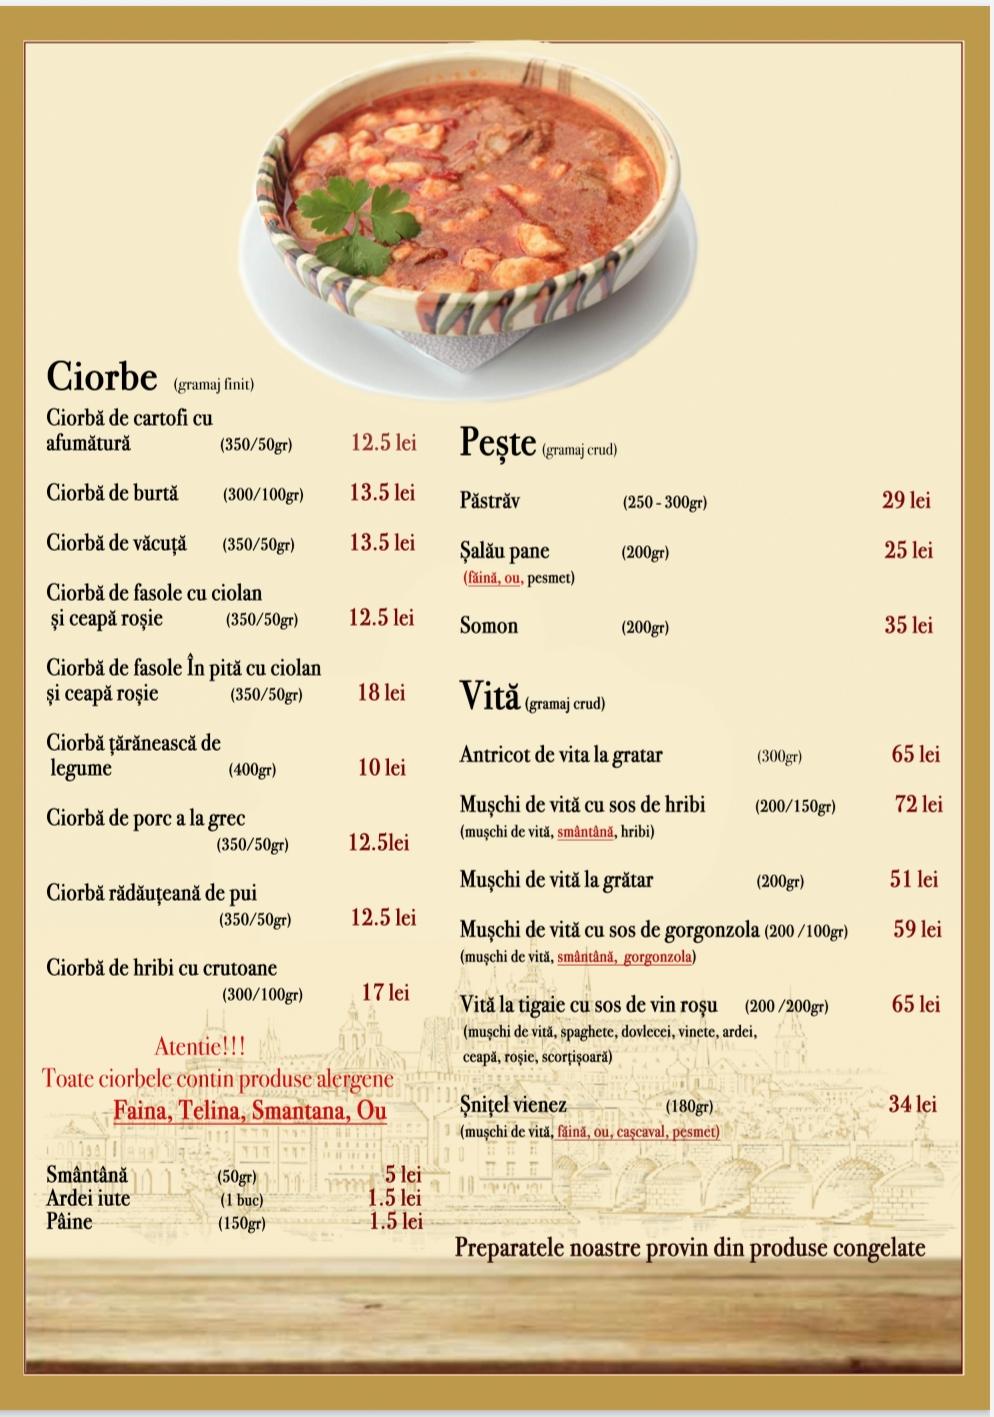 Ciorbe (gramaj finit)
Ciorbă de cartofi cu
afumătură (350/50gr) 12.5 lei
Ciorbă de burtă (300/100gr) 13.5 lei
Ciorbă de văcuță (350/50gr) 13.5 lei
Ciorbă de fasole cu ciolan
și ceapă roșie (350/50gr) 12.5 lei
Ciorbă de fasole În pită cu ciolan
și ceapă roșie (350/50gr) 18 lei
Ciorbă țărănească de
legume (400gr) 10 lei
Ciorbă de porc a la grec
(350/50gr) 12.5lei
Ciorbă rădăuțeană de pui
(350/50gr) 12.5 lei
Ciorbă de hribi cu crutoane
(300/100gr) 17 lei
Atentie!!!
Toate ciorbele contin produse alergene
Faina, Telina, Smantana, Ou
Smântână (50gr) 5 lei
Ardei iute (1 buc) 1.5 lei
Pâine (150gr) 1.5 lei
Pește (gramaj crud)
Păstrăv (250 - 300gr) 29 lei
Șalău pane (200gr) 25 lei
(făină, ou, pesmet)
Somon (200gr) 35 lei
Vită (gramaj crud)
Antricot de vita la gratar (300gr) 65 lei
Mușchi de vită cu sos de hribi (200/150gr) 72 lei
(mușchi de vită, smântână, hribi)
Mușchi de vită la grătar (200gr) 51 lei
Mușchi de vită cu sos de gorgonzola (200 /100gr) 59 lei
(mușchi de vită, smântână, gorgonzola)
Vită la tigaie cu sos de vin roșu (200 /200gr) 65 lei
(mușchi de vită, spaghete, dovlecei, vinete, ardei,
ceapă, roșie, scorțișoară)
Șnițel vienez (180gr) 34 lei
(mușchi de vită, făină, ou, cașcaval, pesmet)
Preparatele noastre provin din produse congelate